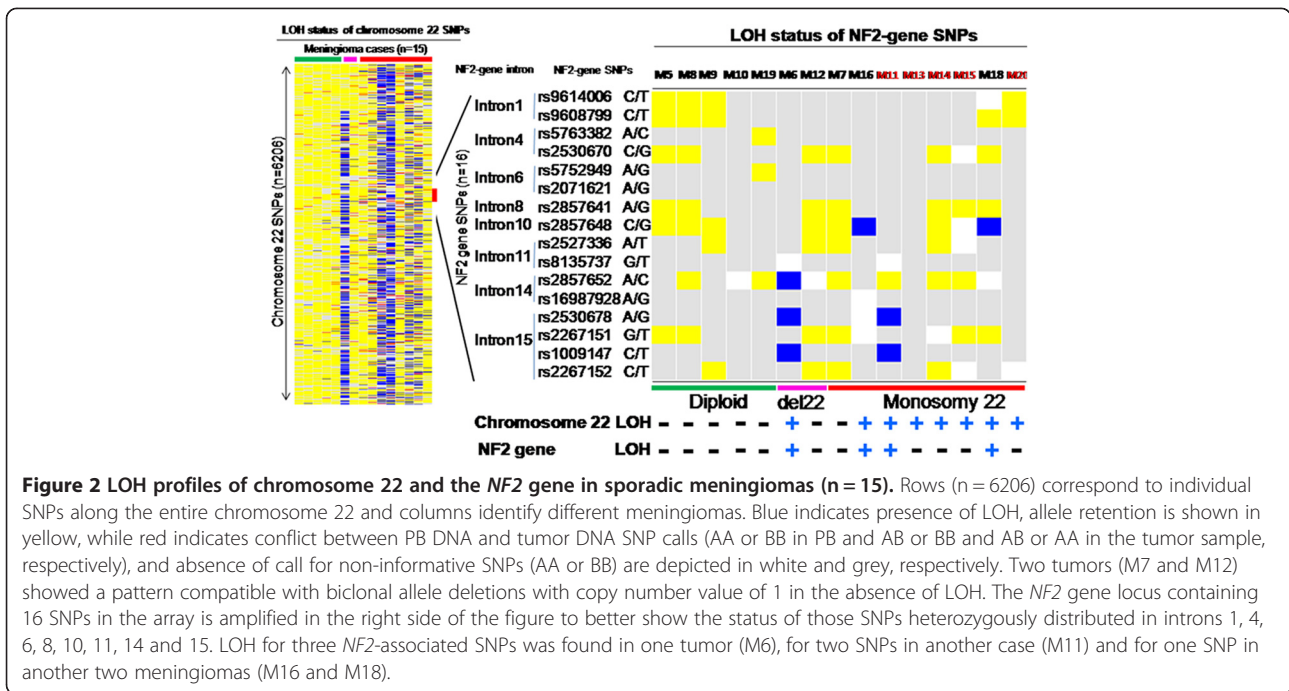 LOH status of chromosome 22 SNPs
Meningioma cases (n=15)
Chromosome 22 SNPs (n=6206)
LOH status of NF2-gene SNPs
NF2-gene intron NF2-gene SNPs M5 M8 M9 M10 M19 M6 M12 M7 M16 M11 M13 M14 M15 M18 M20
NF2 gene SNPs (n=16)
Intron1 rs9614006 C/T
rs9608799 C/T
Intron4 rs5763382 A/C
rs2530670 C/G
Intron6 rs5752949 A/G
rs2071621 A/G
Intron8 rs2857641 A/G
Intron10 rs2857648 C/G
Intron11 rs2527336 A/T
rs8135737 G/T
Intron14 rs2857652 A/C
rs16987928 A/G
Intron15 rs2530678 A/G
rs2267151 G/T
rs1009147 C/T
rs2267152 C/T
Diploid del22 Monosomy 22
Chromosome 22 LOH - - - - - + - - + + + + + + +
NF2 gene LOH - - - - - + - - + + - - - + -
Figure 2 LOH profiles of chromosome 22 and the NF2 gene in sporadic meningiomas (n = 15). Rows (n = 6206) correspond to individual
SNPs along the entire chromosome 22 and columns identify different meningiomas. Blue indicates presence of LOH, allele retention is shown in
yellow, while red indicates conflict between PB DNA and tumor DNA SNP calls (AA or BB in PB and AB or BB and AB or AA in the tumor sample,
respectively), and absence of call for non-informative SNPs (AA or BB) are depicted in white and grey, respectively. Two tumors (M7 and M12)
showed a pattern compatible with biclonal allele deletions with copy number value of 1 in the absence of LOH. The NF2 gene locus containing
16 SNPs in the array is amplified in the right side of the figure to better show the status of those SNPs heterozygously distributed in introns 1, 4,
6, 8, 10, 11, 14 and 15. LOH for three NF2-associated SNPs was found in one tumor (M6), for two SNPs in another case (M11) and for one SNP in
another two meningiomas (M16 and M18).